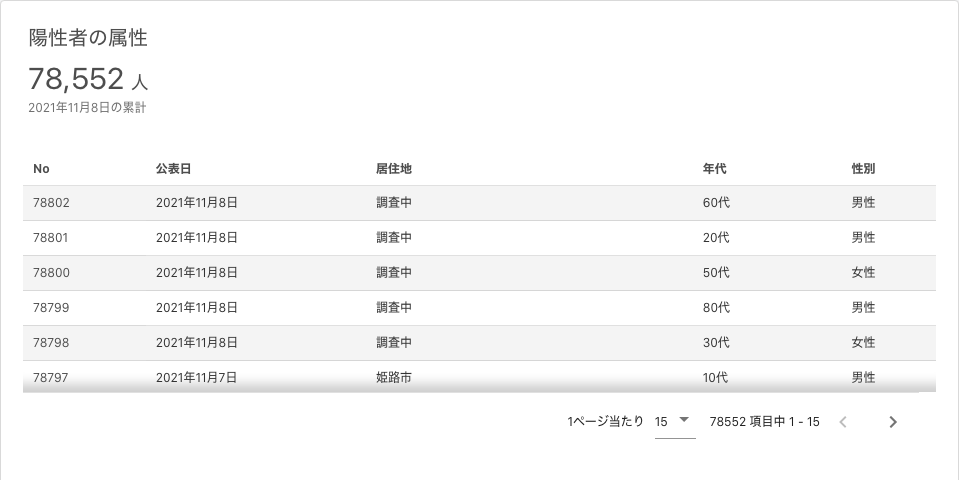 陽性者の属性
78,552 人
2021年11月8日の累計
No 公表日 居住地 年代 性別
78802 2021年11月8日 調査中 60代 男性
78801 2021年11月8日 調査中 20代 男性
78800 2021年11月8日 調査中 50代 女性
78799 2021年11月8日 調査中 80代 男性
78798 2021年11月8日 調査中 30代 女性
78797 2021年11月7日 姫路市 10代 男性
1ページ当たり 15 78552 項目中 1 - 15